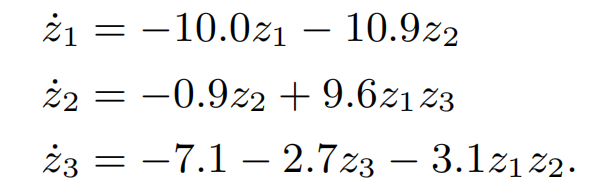 ż₁ = −10.0z₁ − 10.9z₂
ż₂ = −0.9z₂ + 9.6z₁z₃
ż₃ = −7.1 − 2.7z₃ − 3.1z₁z₂.